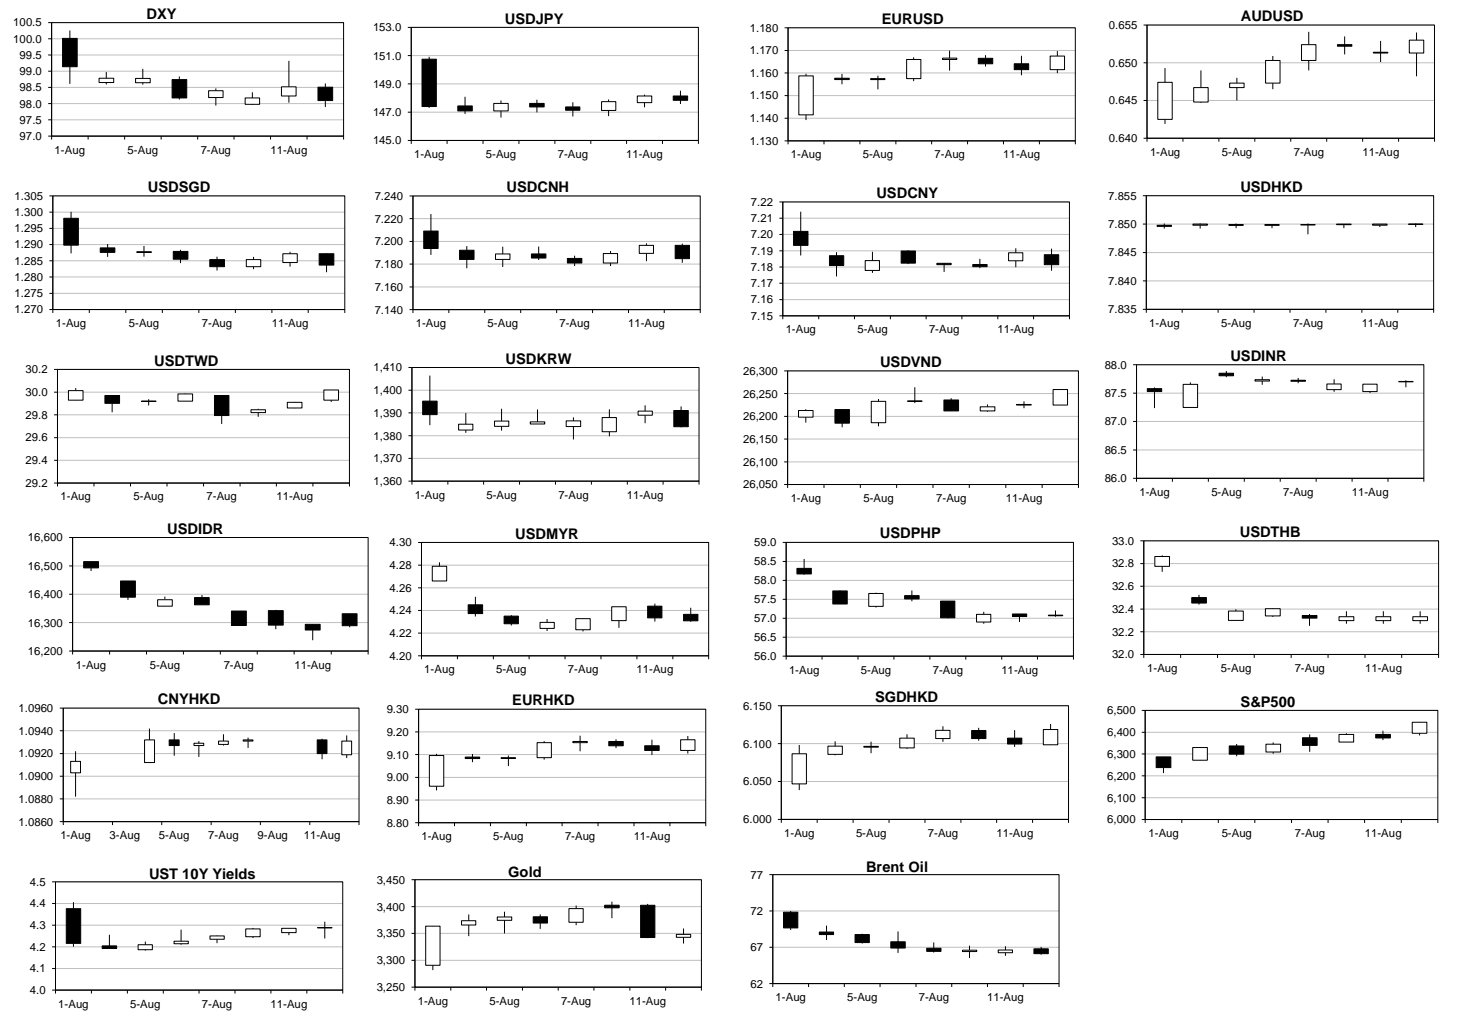 DXY
100.5
100.0
99.5
99.0
98.5
98.0
97.5
97.0
1-Aug 5-Aug 7-Aug 11-Aug
USDJPY
153.0
151.0
149.0
147.0
145.0
1-Aug 5-Aug 7-Aug 11-Aug
EURUSD
1.180
1.170
1.160
1.150
1.140
1.130
1-Aug 5-Aug 7-Aug 11-Aug
AUDUSD
0.655
0.650
0.645
0.640
1-Aug 5-Aug 7-Aug 11-Aug
USDSGD
1.305
1.300
1.295
1.290
1.285
1.280
1.275
1.270
1-Aug 5-Aug 7-Aug 11-Aug
USDCNH
7.240
7.220
7.200
7.180
7.160
7.140
1-Aug 5-Aug 7-Aug 11-Aug
USDCNY
7.22
7.21
7.20
7.19
7.18
7.17
7.16
7.15
1-Aug 5-Aug 7-Aug 11-Aug
USDHKD
7.855
7.850
7.845
7.840
7.835
1-Aug 5-Aug 7-Aug 11-Aug
USDTWD
30.2
30.0
29.8
29.6
29.4
29.2
1-Aug 5-Aug 7-Aug 11-Aug
USDKRW
1,410
1,400
1,390
1,380
1,370
1,360
1-Aug 5-Aug 7-Aug 11-Aug
USDVND
26,300
26,250
26,200
26,150
26,100
26,050
1-Aug 5-Aug 7-Aug 11-Aug
USDINR
88.0
87.5
87.0
86.5
86.0
1-Aug 5-Aug 7-Aug 11-Aug
USDIDR
16,600
16,500
16,400
16,300
16,200
1-Aug 5-Aug 7-Aug 11-Aug
USDMYR
4.30
4.28
4.26
4.24
4.22
4.20
1-Aug 5-Aug 7-Aug 11-Aug
USDPHP
59.0
58.5
58.0
57.5
57.0
56.5
56.0
1-Aug 5-Aug 7-Aug 11-Aug
USDTHB
33.0
32.8
32.6
32.4
32.2
32.0
1-Aug 5-Aug 7-Aug 11-Aug
CNYHKD
1.0960
1.0940
1.0920
1.0900
1.0880
1.0860
1-Aug 3-Aug 5-Aug 7-Aug 9-Aug 11-Aug
EURHKD
9.30
9.20
9.10
9.00
8.90
8.80
1-Aug 5-Aug 7-Aug 11-Aug
SGDHKD
6.150
6.100
6.050
6.000
1-Aug 5-Aug 7-Aug 11-Aug
S&P500
6,500
6,400
6,300
6,200
6,100
6,000
1-Aug 5-Aug 7-Aug 11-Aug
UST 10Y Yields
4.5
4.4
4.3
4.2
4.1
4.0
1-Aug 5-Aug 7-Aug 11-Aug
Gold
3,450
3,400
3,350
3,300
3,250
1-Aug 5-Aug 7-Aug 11-Aug
Brent Oil
77
72
67
62
1-Aug 5-Aug 7-Aug 11-Aug